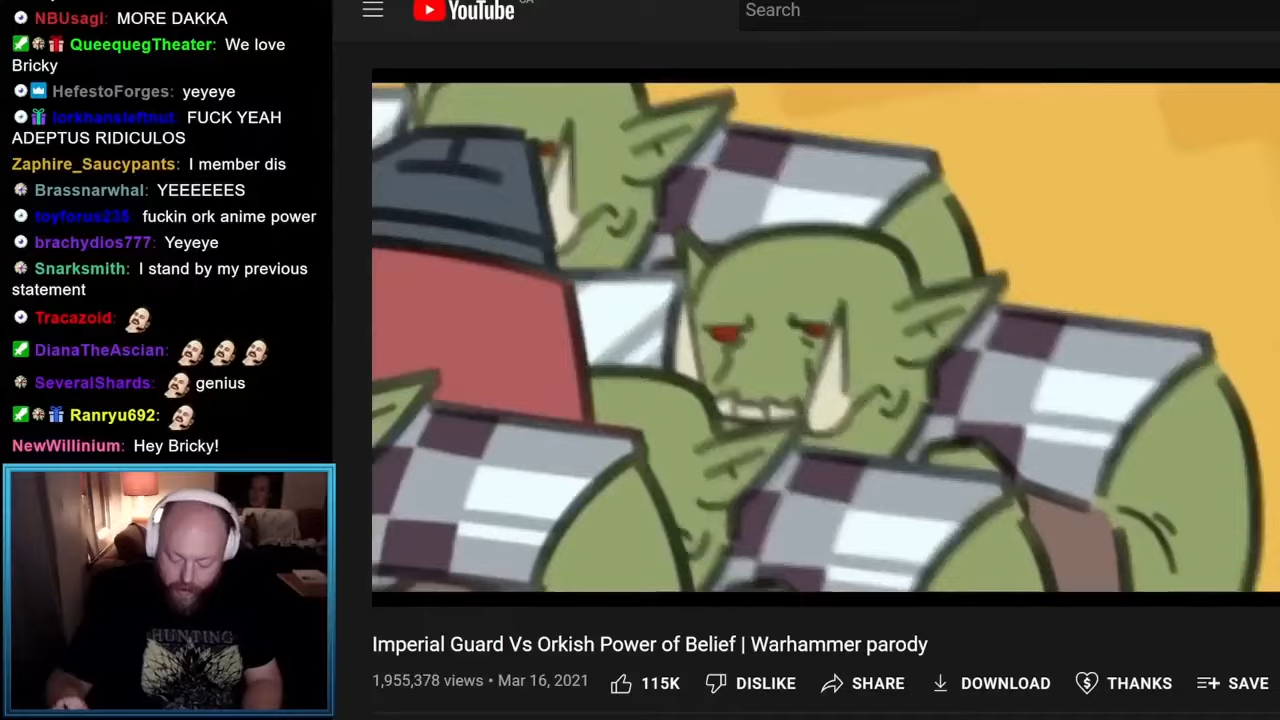 NBUsagi: MORE DAKKA
QueequegTheater: We love
Bricky
HefestoForges: yeyeye
lorkhansleftnut FUCK YEAH
ADEPTUS RIDICULOS
Zaphire_Saucypants: I member dis
Brassnarwhal: YEEEEEES
toyforus235 fuckin ork anime power
brachydios777: Yeyeye
Snarksmith: I stand by my previous
statement
Tracazoid:
DianaTheAscian:
SeveralShards: genius
Ranryu692:
NewWillinium: Hey Bricky!
HUNTING
YouTube
Search
Imperial Guard Vs Orkish Power of Belief | Warhammer parody
1,955,378 views • Mar 16, 2021
115K
DISLIKE
SHARE
DOWNLOAD
THANKS
SAVE